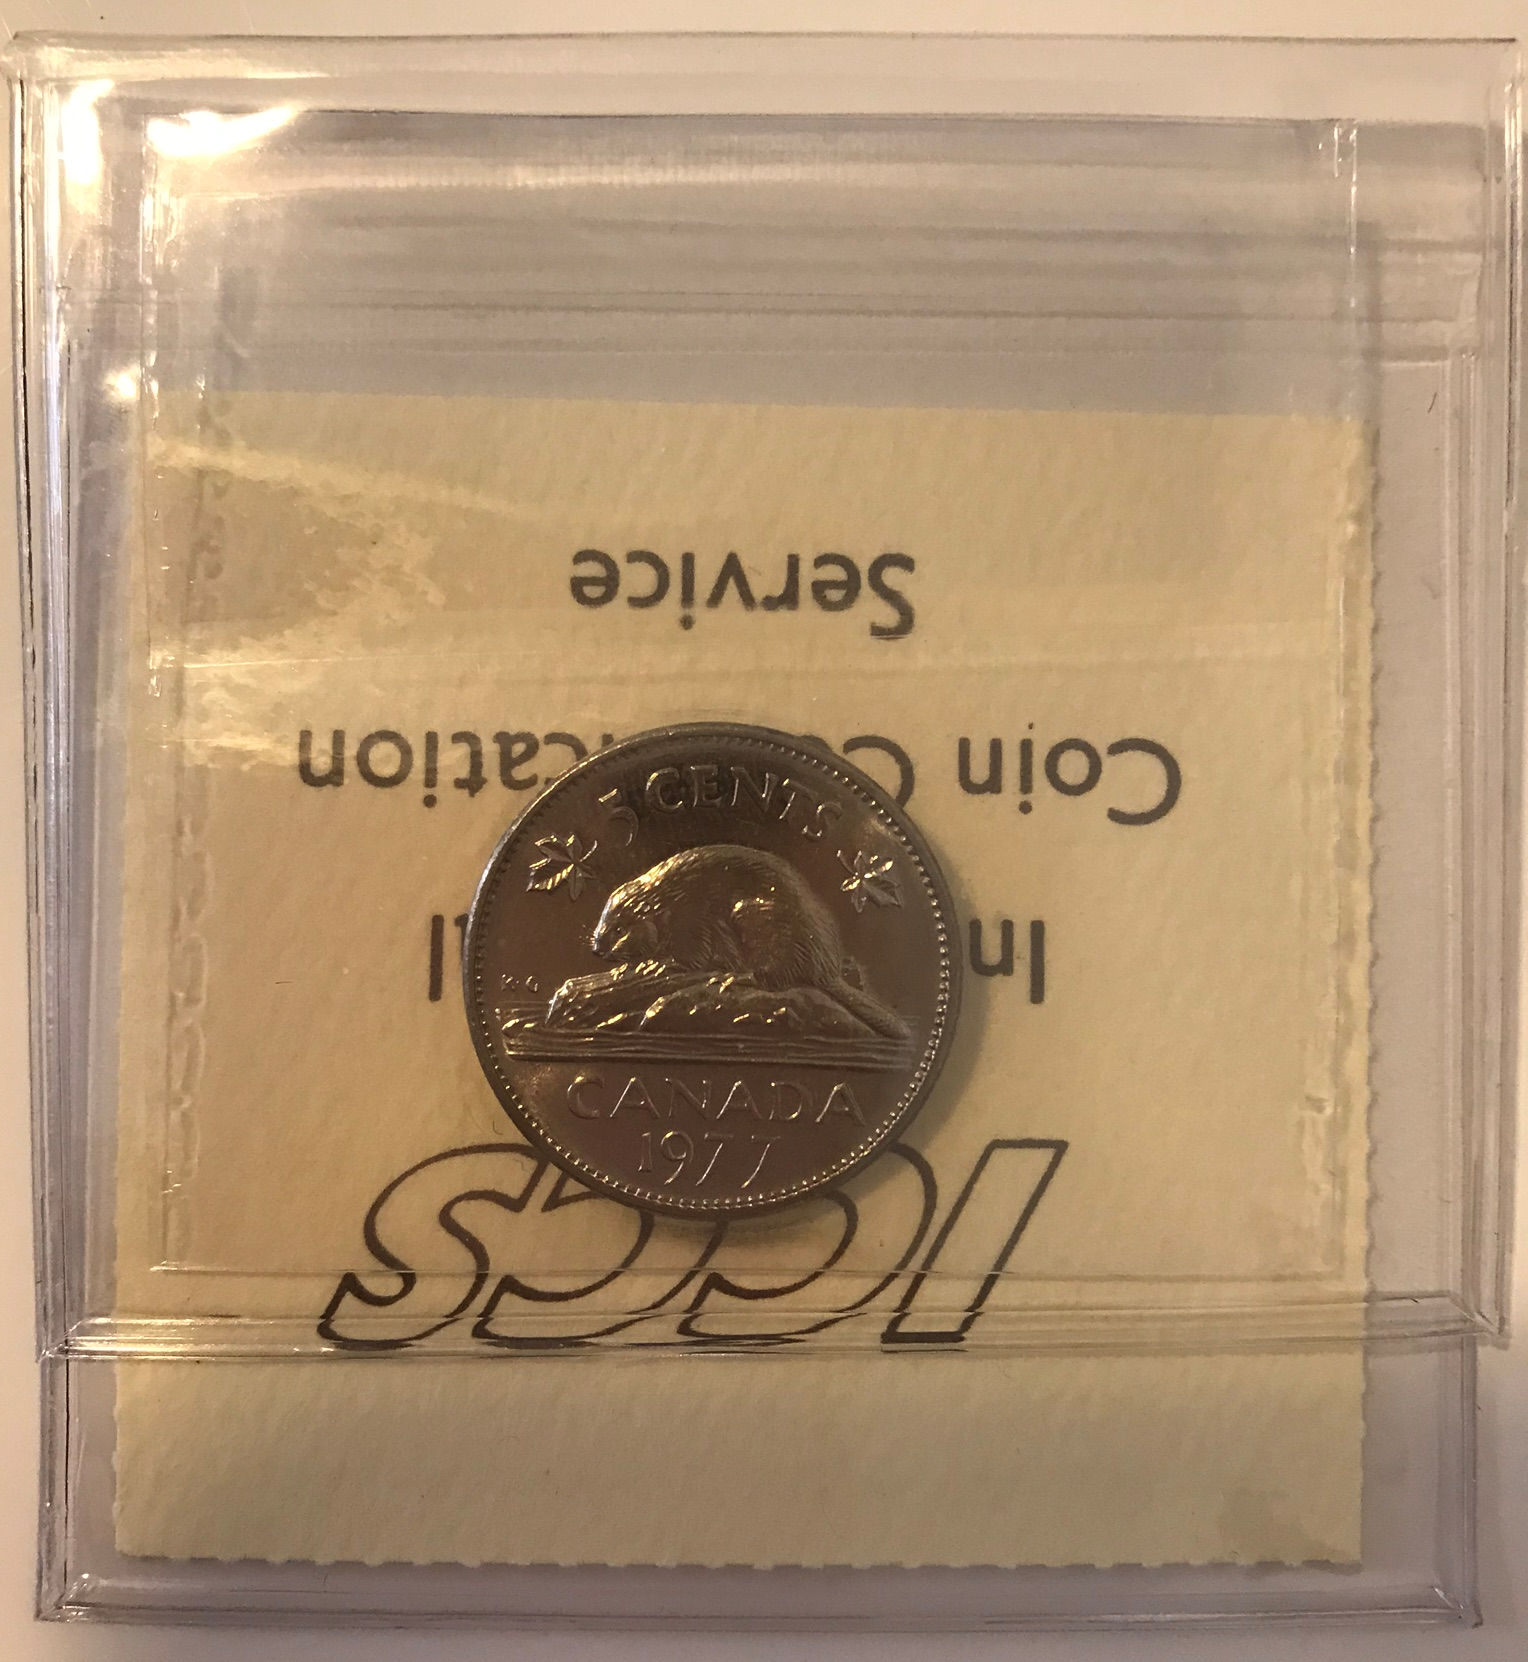 5 CENTS
K G
CANADA
1977
ICCS
Coin
Service